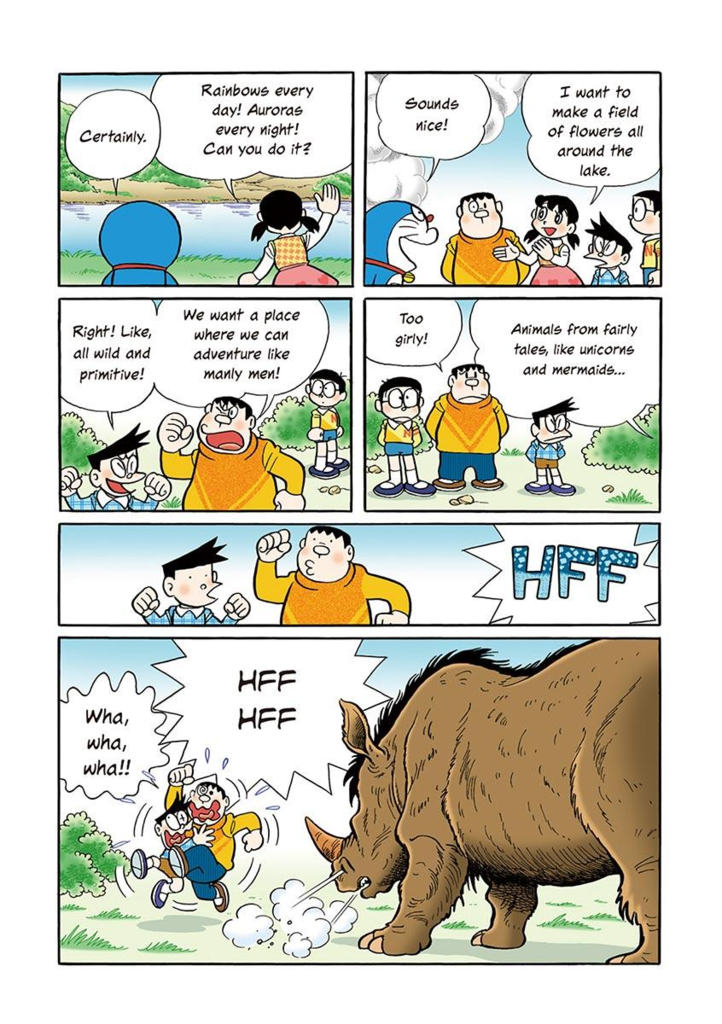 I want to
make a field
of flowers all
around the
lake.
Sounds
nice!
Rainbows every
day! Auroras
every night!
Can you do it?
Certainly.
Animals from fairly
tales, like unicorns
and mermaids...
Too
girly!
We want a place
where we can
adventure like
manly men!
Right! Like,
all wild and
primitive!
HFF
HFF
HFF
Wha,
wha,
wha!!